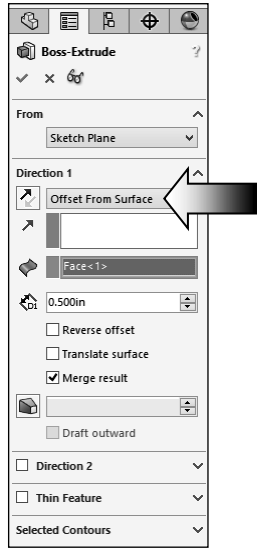 Boss-Extrude ?
From
Sketch Plane
Direction 1
Offset From Surface
Face<1>
D1 0.500in
Reverse offset
Translate surface
Merge result
Draft outward
Direction 2
Thin Feature
Selected Contours